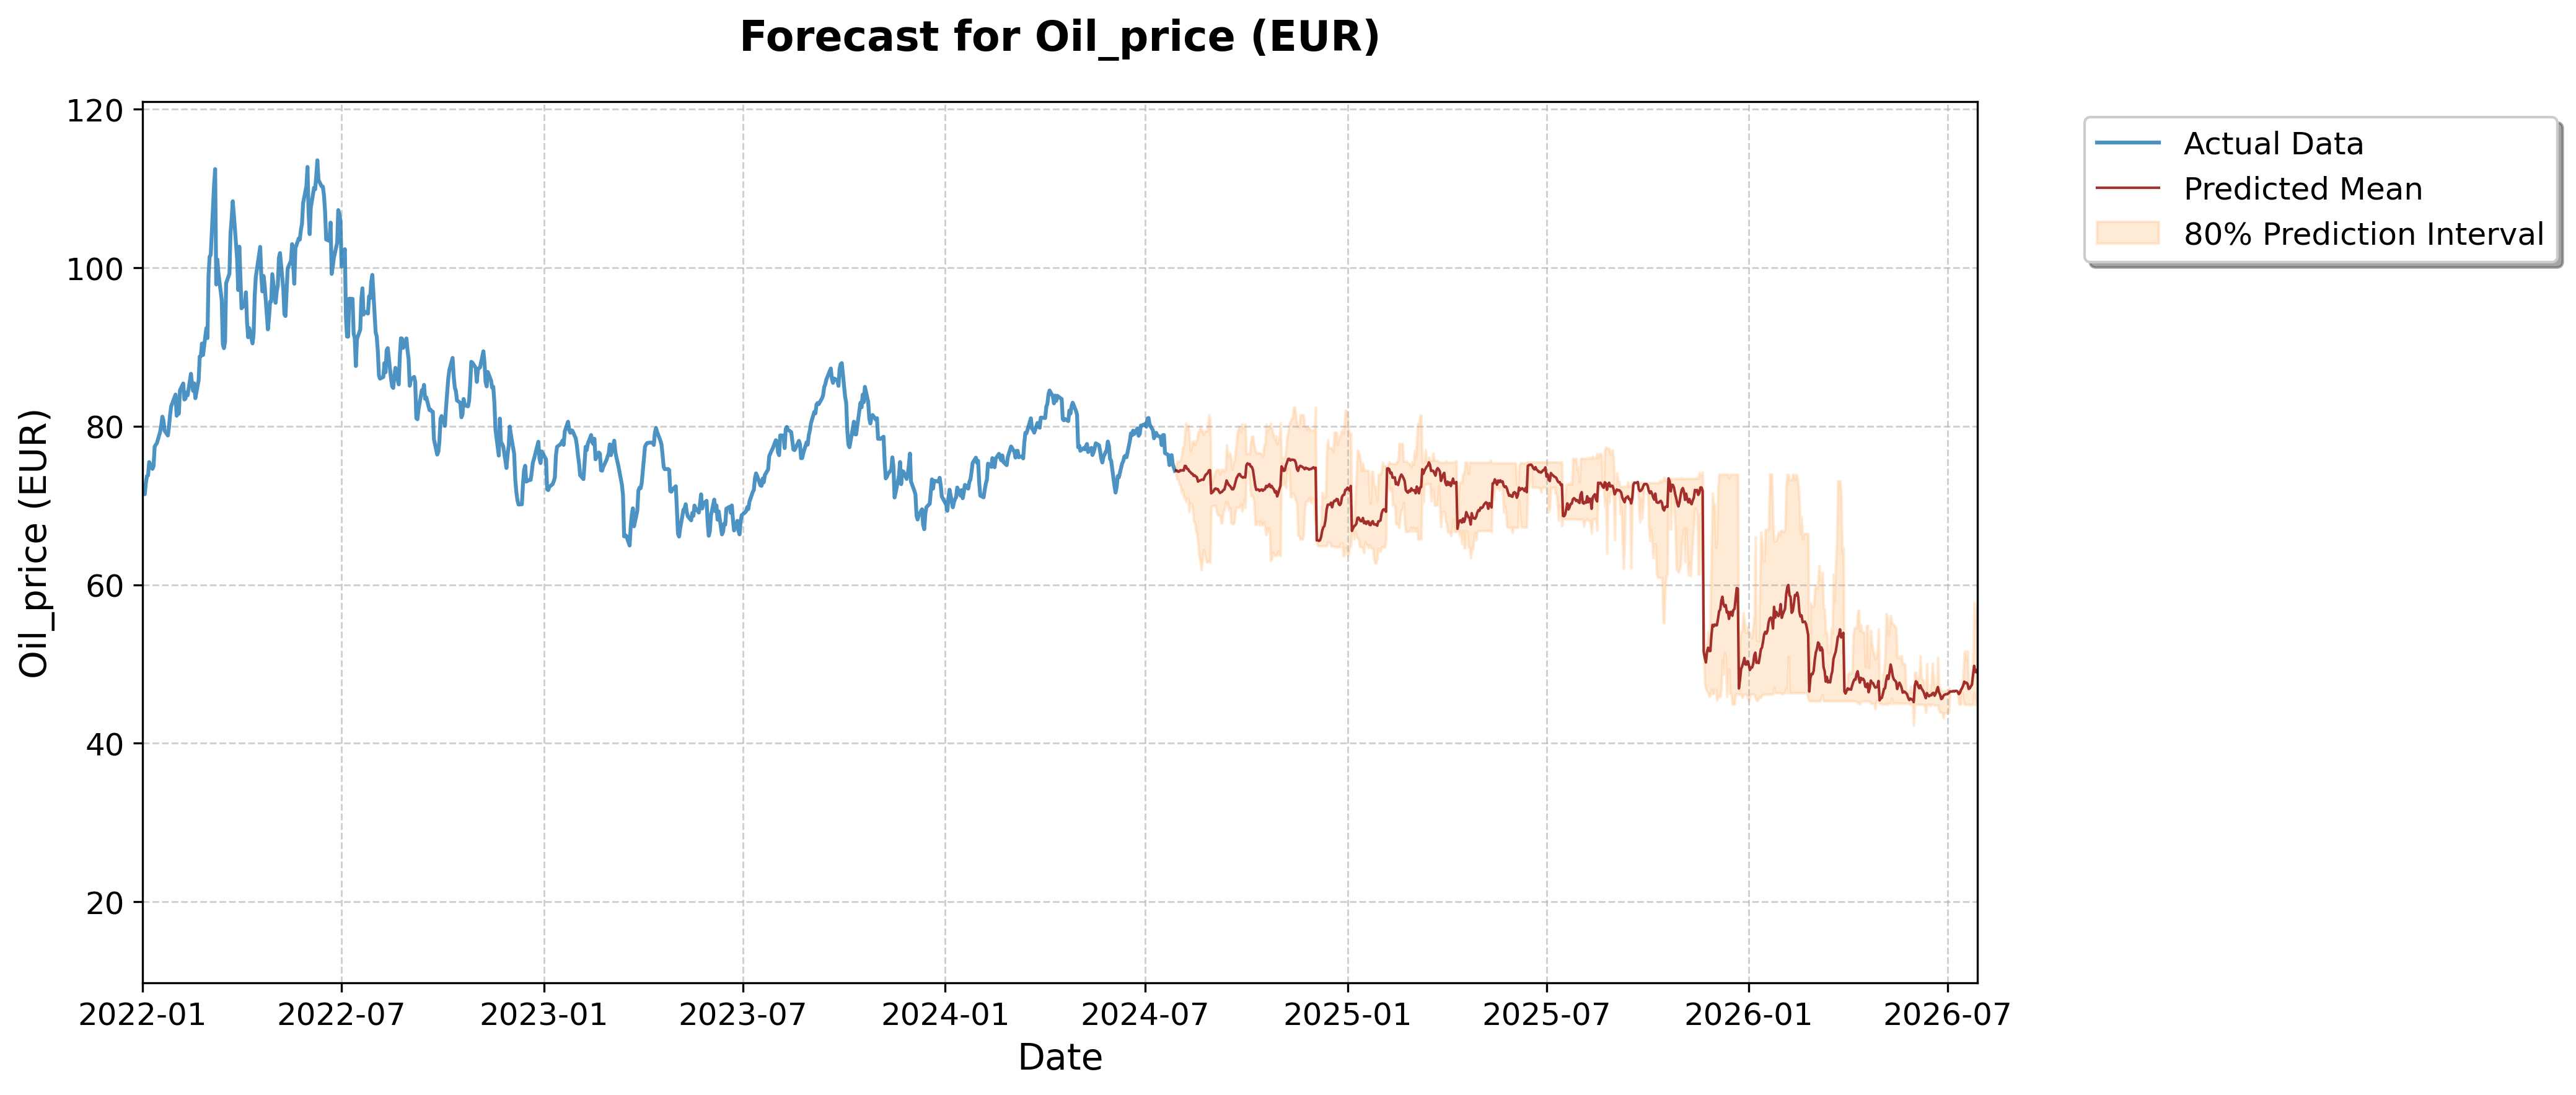 Forecast for Oil_price (EUR)
Oil_price (EUR)
120
100
80
60
40
20
2022-01
2022-07
2023-01
2023-07
2024-01
2024-07
2025-01
2025-07
2026-01
2026-07
Date
Actual Data
Predicted Mean
80% Prediction Interval